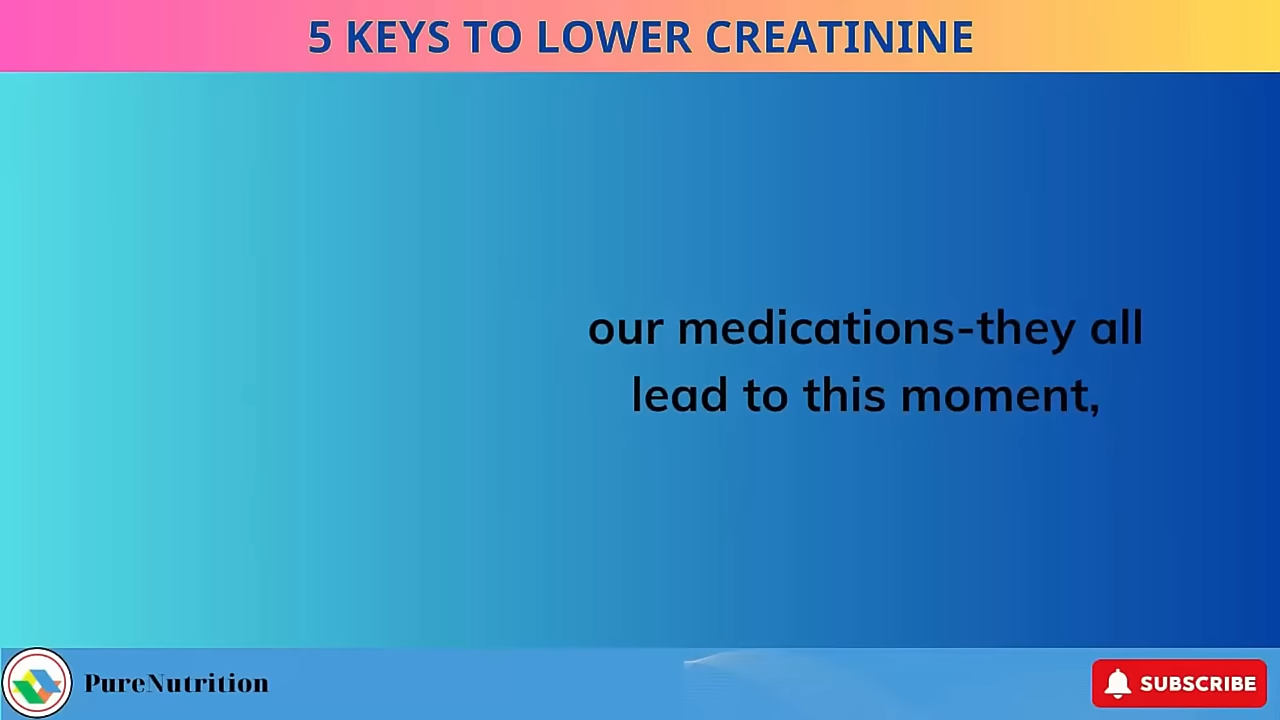 5 KEYS TO LOWER CREATININE
our medications-they all
lead to this moment,
PureNutrition
SUBSCRIBE